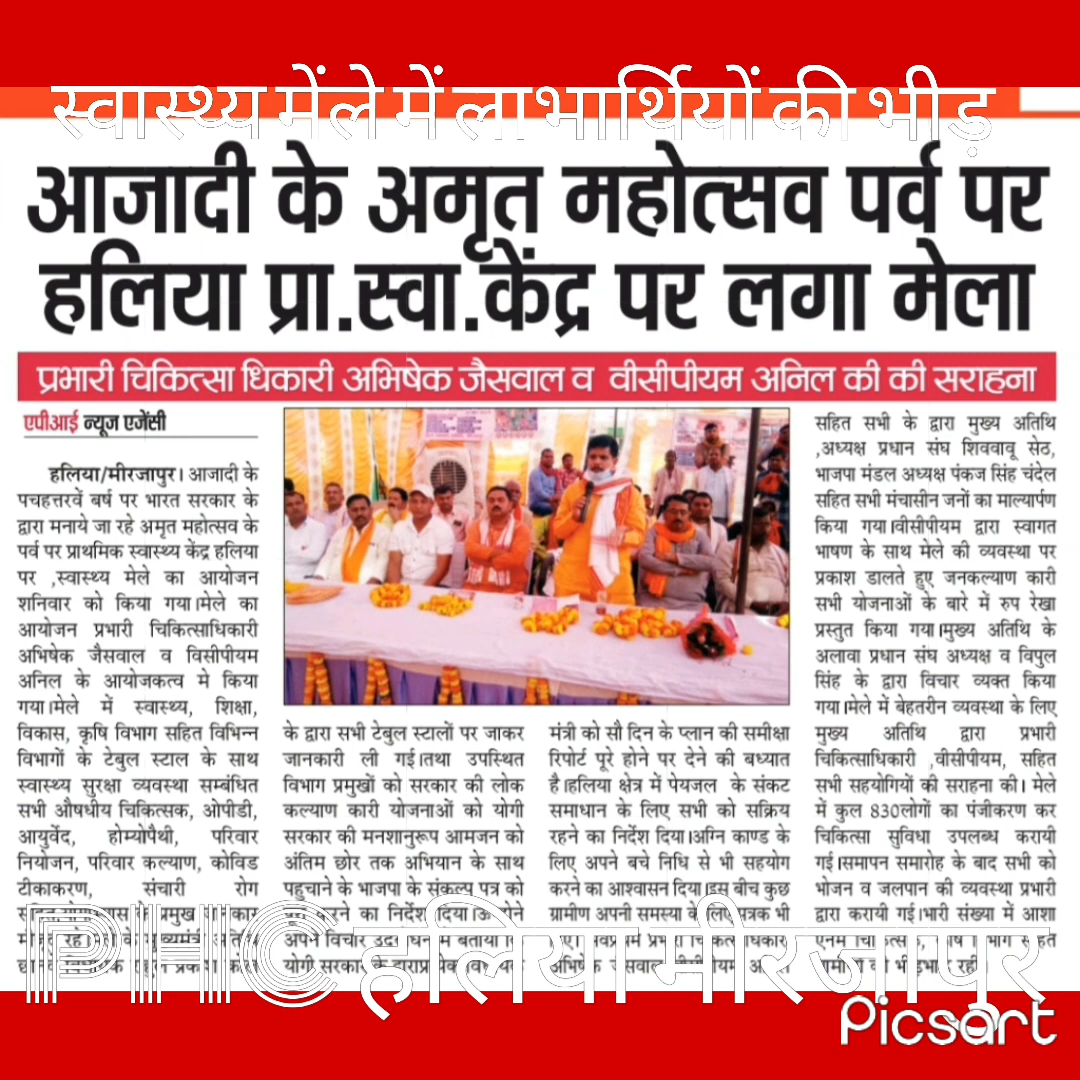 स्वास्थ्य मेंले में लाभार्थियों की भीड़
आजादी के अमृत महोत्सव पर्व पर
हलिया प्रा.स्वा.केंद्र पर लगा मेला
प्रभारी चिकित्सा धिकारी अभिषेक जैसवाल व वीसीपीयम अनिल की की सराहना
एपीआई न्यूज एजेंसी
हलिया/मीरजापुर। आजादी के
पचहत्तरवें बर्ष पर भारत सरकार के
द्वारा मनाये जा रहे अमृत महोत्सव के
पर्व पर प्राथमिक स्वास्थ्य केंद्र हलिया
पर ,स्वास्थ्य मेले का आयोजन
शनिवार को किया गया।मेले का
आयोजन प्रभारी चिकित्साधिकारी
अभिषेक जैसवाल व विसीपीयम
अनिल के आयोजकत्व मे किया
गया।मेले में स्वास्थ्य, शिक्षा,
विकास, कृषि विभाग सहित विभिन्न
विभागों के टेबुल स्टाल के साथ
स्वास्थ्य सुरक्षा व्यवस्था सम्बंधित
सभी औषधीय चिकित्सक, ओपीडी,
आयुर्वेद, होम्योपैथी, परिवार
नियोजन, परिवार कल्याण, कोविड
टीकाकरण, संचारी रोग
के प्रमुख
के द्वारा सभी टेबुल स्टालों पर जाकर
जानकारी ली गई।तथा उपस्थित
विभाग प्रमुखों को सरकार की लोक
कल्याण कारी योजनाओं को योगी
सरकार की मनशानुरूप आमजन को
अंतिम छोर तक अभियान के साथ
पहुचाने के भाजपा के संकल्प पत्र को
का निर्देश दिया
अपने विचार में बताया
योगी सरकार के
मंत्री को सौ दिन के प्लान की समीक्षा
रिपोर्ट पूरे होने पर देने की बध्यात
है।हलिया क्षेत्र में पेयजल के संकट
समाधान के लिए सभी को सक्रिय
रहने का निर्देश दिया।अग्नि काण्ड के
लिए अपने बचे निधि से भी सहयोग
करने का आश्वासन दिया।इस बीच कुछ
ग्रामीण अपनी समस्या के लिए पत्रक भी
प्रभारी
सहित सभी के द्वारा मुख्य अतिथि
,अध्यक्ष प्रधान संघ शिवबावू सेठ,
भाजपा मंडल अध्यक्ष पंकज सिंह चंदेल
सहित सभी मंचासीन जनों का माल्यार्पण
किया गया।वीसीपीयम द्वारा स्वागत
भाषण के साथ मेले की व्यवस्था पर
प्रकाश डालते हुए जनकल्याण कारी
सभी योजनाओं के बारे में रुप रेखा
प्रस्तुत किया गया।मुख्य अतिथि के
अलावा प्रधान संघ अध्यक्ष व विपुल
सिंह के द्वारा विचार व्यक्त किया
गया।मेले में बेहतरीन व्यवस्था के लिए
मुख्य अतिथि द्वारा प्रभारी
चिकित्साधिकारी ,वीसीपीयम, सहित
सभी सहयोगियों की सराहना की। मेले
में कुल 830लोगों का पंजीकरण कर
चिकित्सा सुविधा उपलब्ध करायी
गई।समापन समारोह के बाद सभी को
भोजन व जलपान की व्यवस्था प्रभारी
द्वारा करायी गई।भारी संख्या में आशा
PHC हलिया मीरजापुर
Picsart